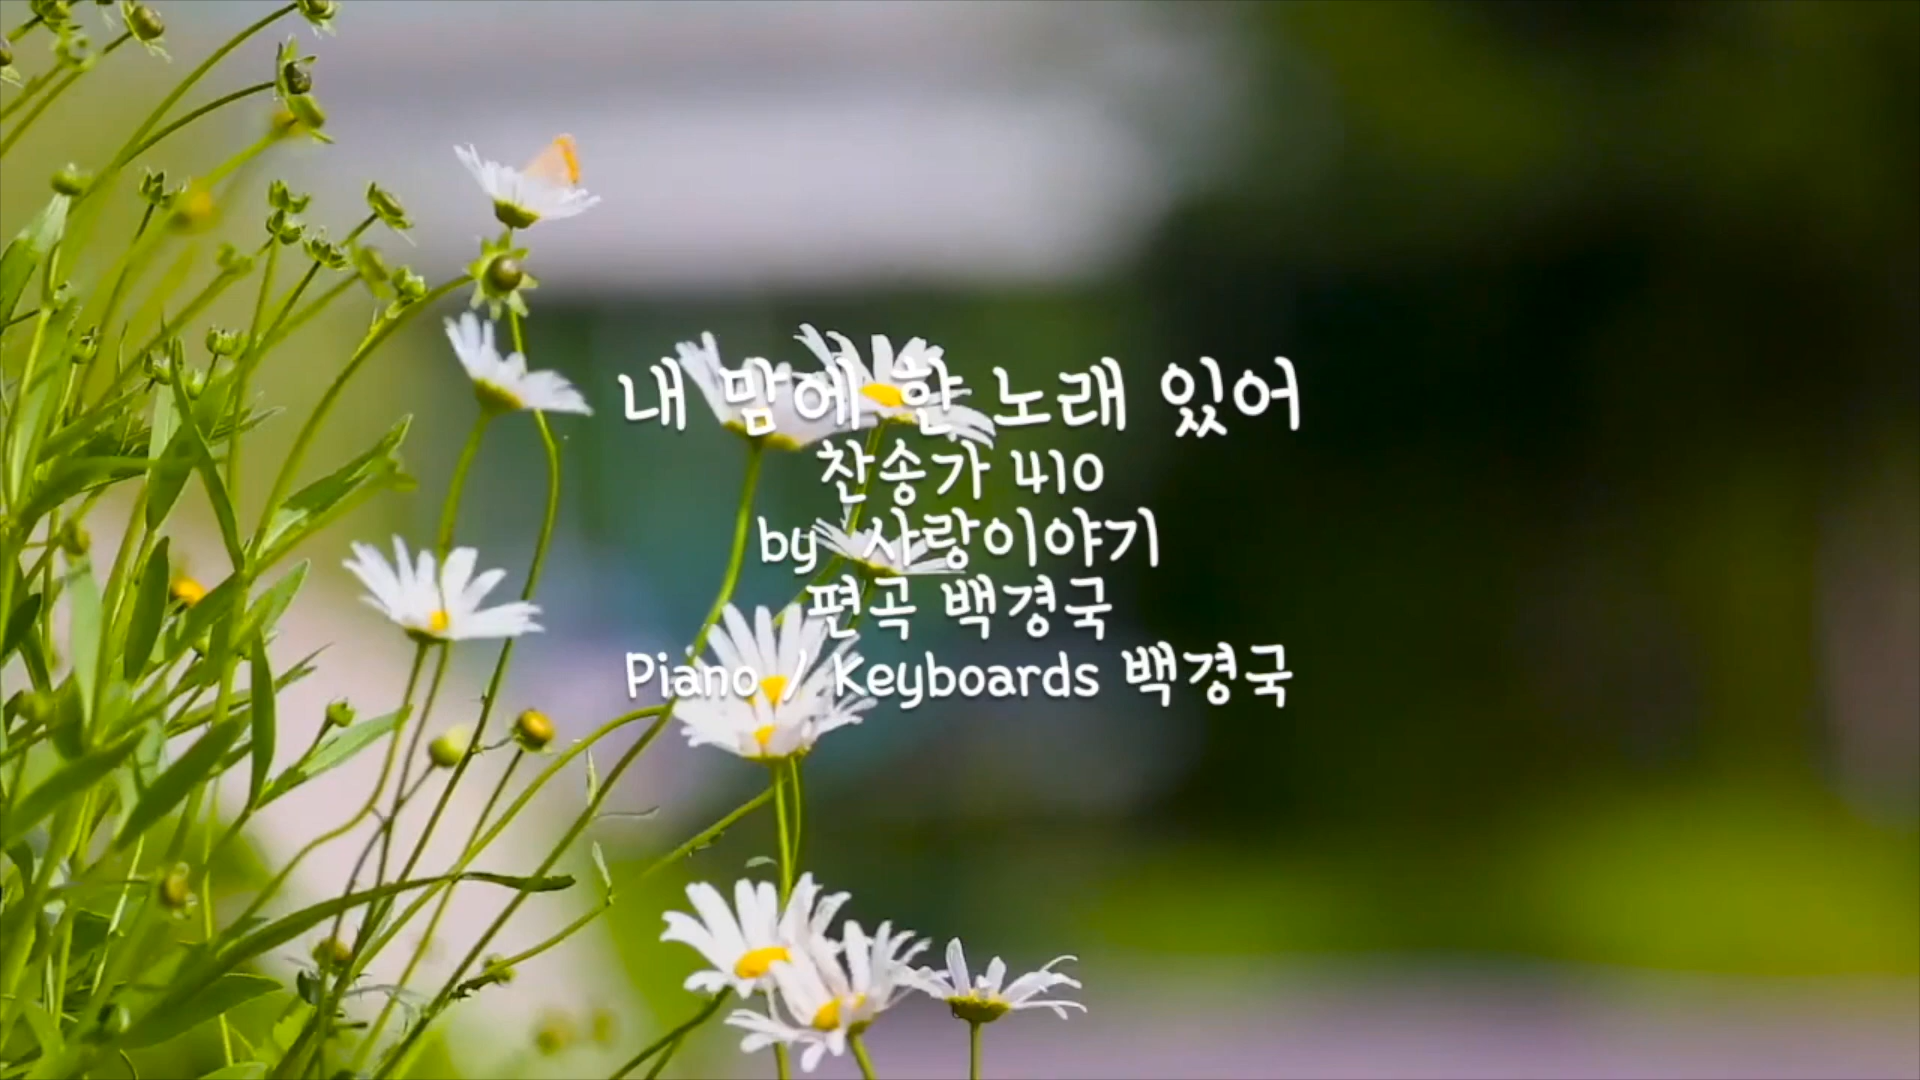 내 맘에 한 노래 있어
찬송가 410
by 사랑이야기
편곡 백경국
Piano / Keyboards 백경국